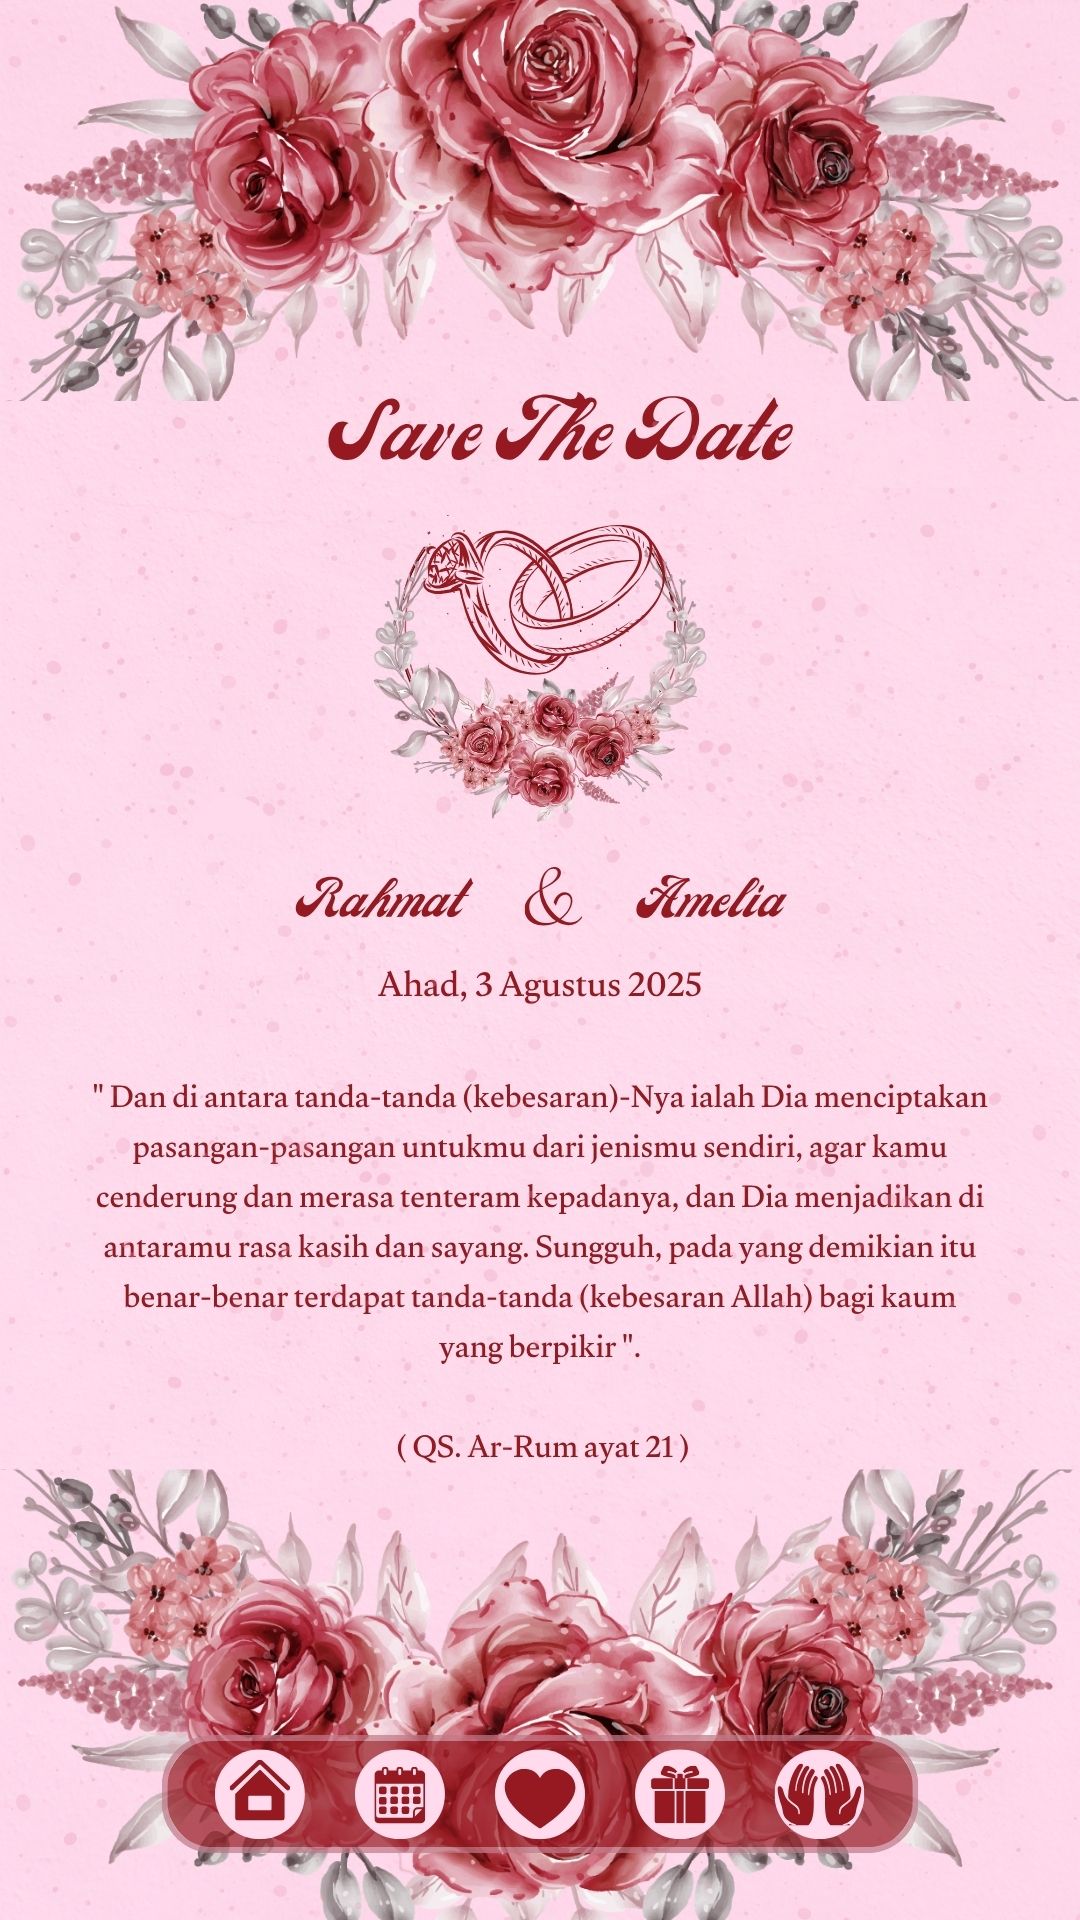 Save The Date
Rahmat & Amelia
Ahad, 3 Agustus 2025
" Dan di antara tanda-tanda (kebesaran)-Nya ialah Dia menciptakan
pasangan-pasangan untukmu dari jenismu sendiri, agar kamu
cenderung dan merasa tenteram kepadanya, dan Dia menjadikan di
antaramu rasa kasih dan sayang. Sungguh, pada yang demikian itu
benar-benar terdapat tanda-tanda (kebesaran Allah) bagi kaum
yang berpikir ".
( QS. Ar-Rum ayat 21 )